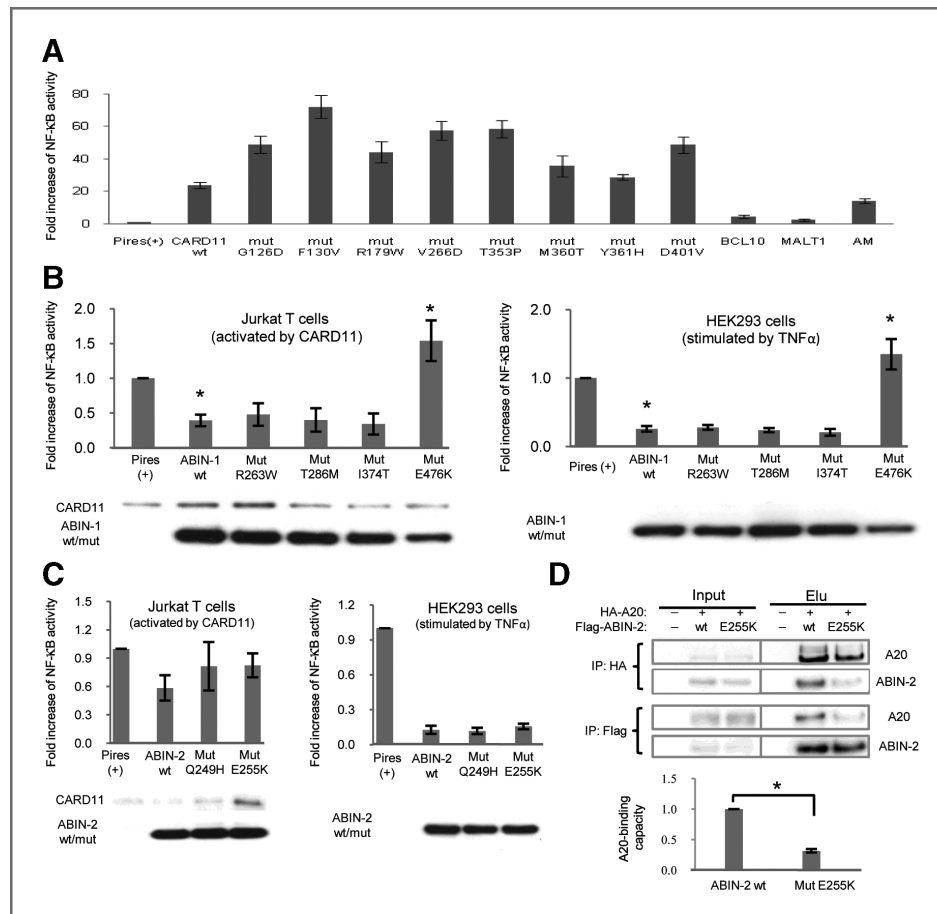 A
Fold increase of NF-κB activity
80
60
40
20
0
Pires(+)
CARD11 wt
mut G126D
mut F130V
mut R179W
mut V266D
mut T353P
mut M360T
mut Y361H
mut D401V
BCL10
MALT1
AM
B
Fold increase of NF-κB activity
2.0
1.5
1.0
0.5
0.0
Jurkat T cells
(activated by CARD11)
*
*
Pires (+)
ABIN-1 wt
Mut R263W
Mut T286M
Mut I374T
Mut E476K
CARD11
ABIN-1 wt/mut
Fold increase of NF-κB activity
2.0
1.0
0.0
HEK293 cells
(stimulated by TNFα)
*
*
Pires (+)
ABIN-1 wt
Mut R263W
Mut T286M
Mut I374T
Mut E476K
ABIN-1 wt/mut
C
Fold increase of NF-κB activity
1.5
1.2
0.9
0.6
0.3
0.0
Jurkat T cells
(activated by CARD11)
Pires (+)
ABIN-2 wt
Mut Q249H
Mut E255K
CARD11
ABIN-2 wt/mut
Fold increase of NF-κB activity
1.2
0.9
0.6
0.3
0.0
HEK293 cells
(stimulated by TNFα)
Pires (+)
ABIN-2 wt
Mut Q249H
Mut E255K
ABIN-2 wt/mut
D
Input Elu
HA-A20: – + + – + +
Flag-ABIN-2: – wt E255K – wt E255K
IP: HA
A20
ABIN-2
IP: Flag
A20
ABIN-2
A20-binding capacity
1.5
1.0
0.5
0.0
*
ABIN-2 wt
Mut E255K